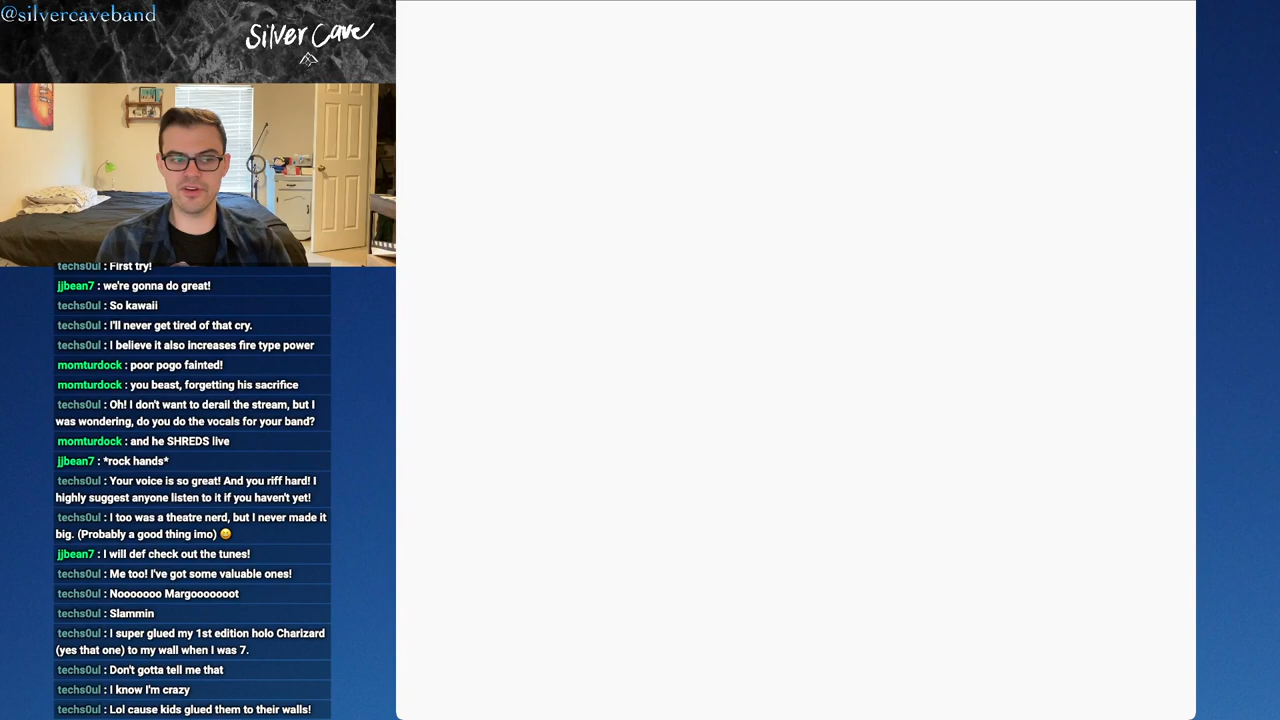 @silvercaveband
Silver Cave
techs0ul : First try!
jjbean7 : we're gonna do great!
techs0ul : So kawaii
techs0ul : I'll never get tired of that cry.
techs0ul : I believe it also increases fire type power
momturdock : poor pogo fainted!
momturdock : you beast, forgetting his sacrifice
techs0ul : Oh! I don't want to derail the stream, but I
was wondering, do you do the vocals for your band?
momturdock : and he SHREDS live
jjbean7 : *rock hands*
techs0ul : Your voice is so great! And you riff hard! I
highly suggest anyone listen to it if you haven't yet!
techs0ul : I too was a theatre nerd, but I never made it
big. (Probably a good thing imo) 😀
jjbean7 : I will def check out the tunes!
techs0ul : Me too! I've got some valuable ones!
techs0ul : Nooooooo Margooooooot
techs0ul : Slammin
techs0ul : I super glued my 1st edition holo Charizard
(yes that one) to my wall when I was 7.
techs0ul : Don't gotta tell me that
techs0ul : I know I'm crazy
techs0ul : Lol cause kids glued them to their walls!